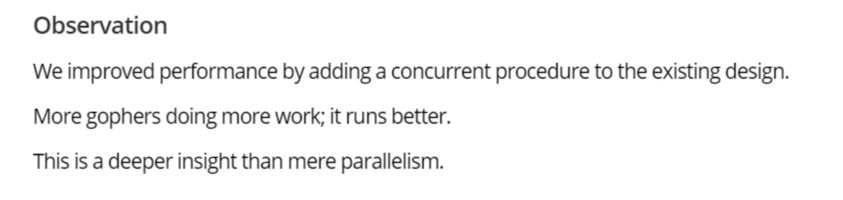 Observation
We improved performance by adding a concurrent procedure to the existing design.
More gophers doing more work; it runs better.
This is a deeper insight than mere parallelism.